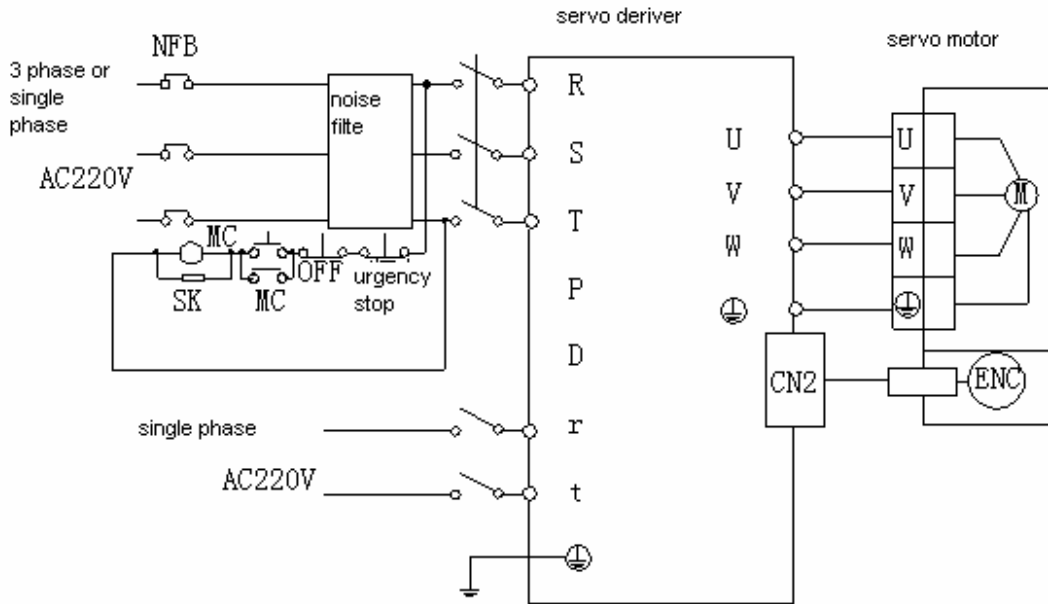 servo deriver
servo motor
NFB
3 phase or
single
phase
AC220V
noise
filte
R
S
T
P
D
r
t
U
V
W
U
V
W
M
MC
OFF
urgency
stop
SK
MC
CN2
ENC
single phase
AC220V